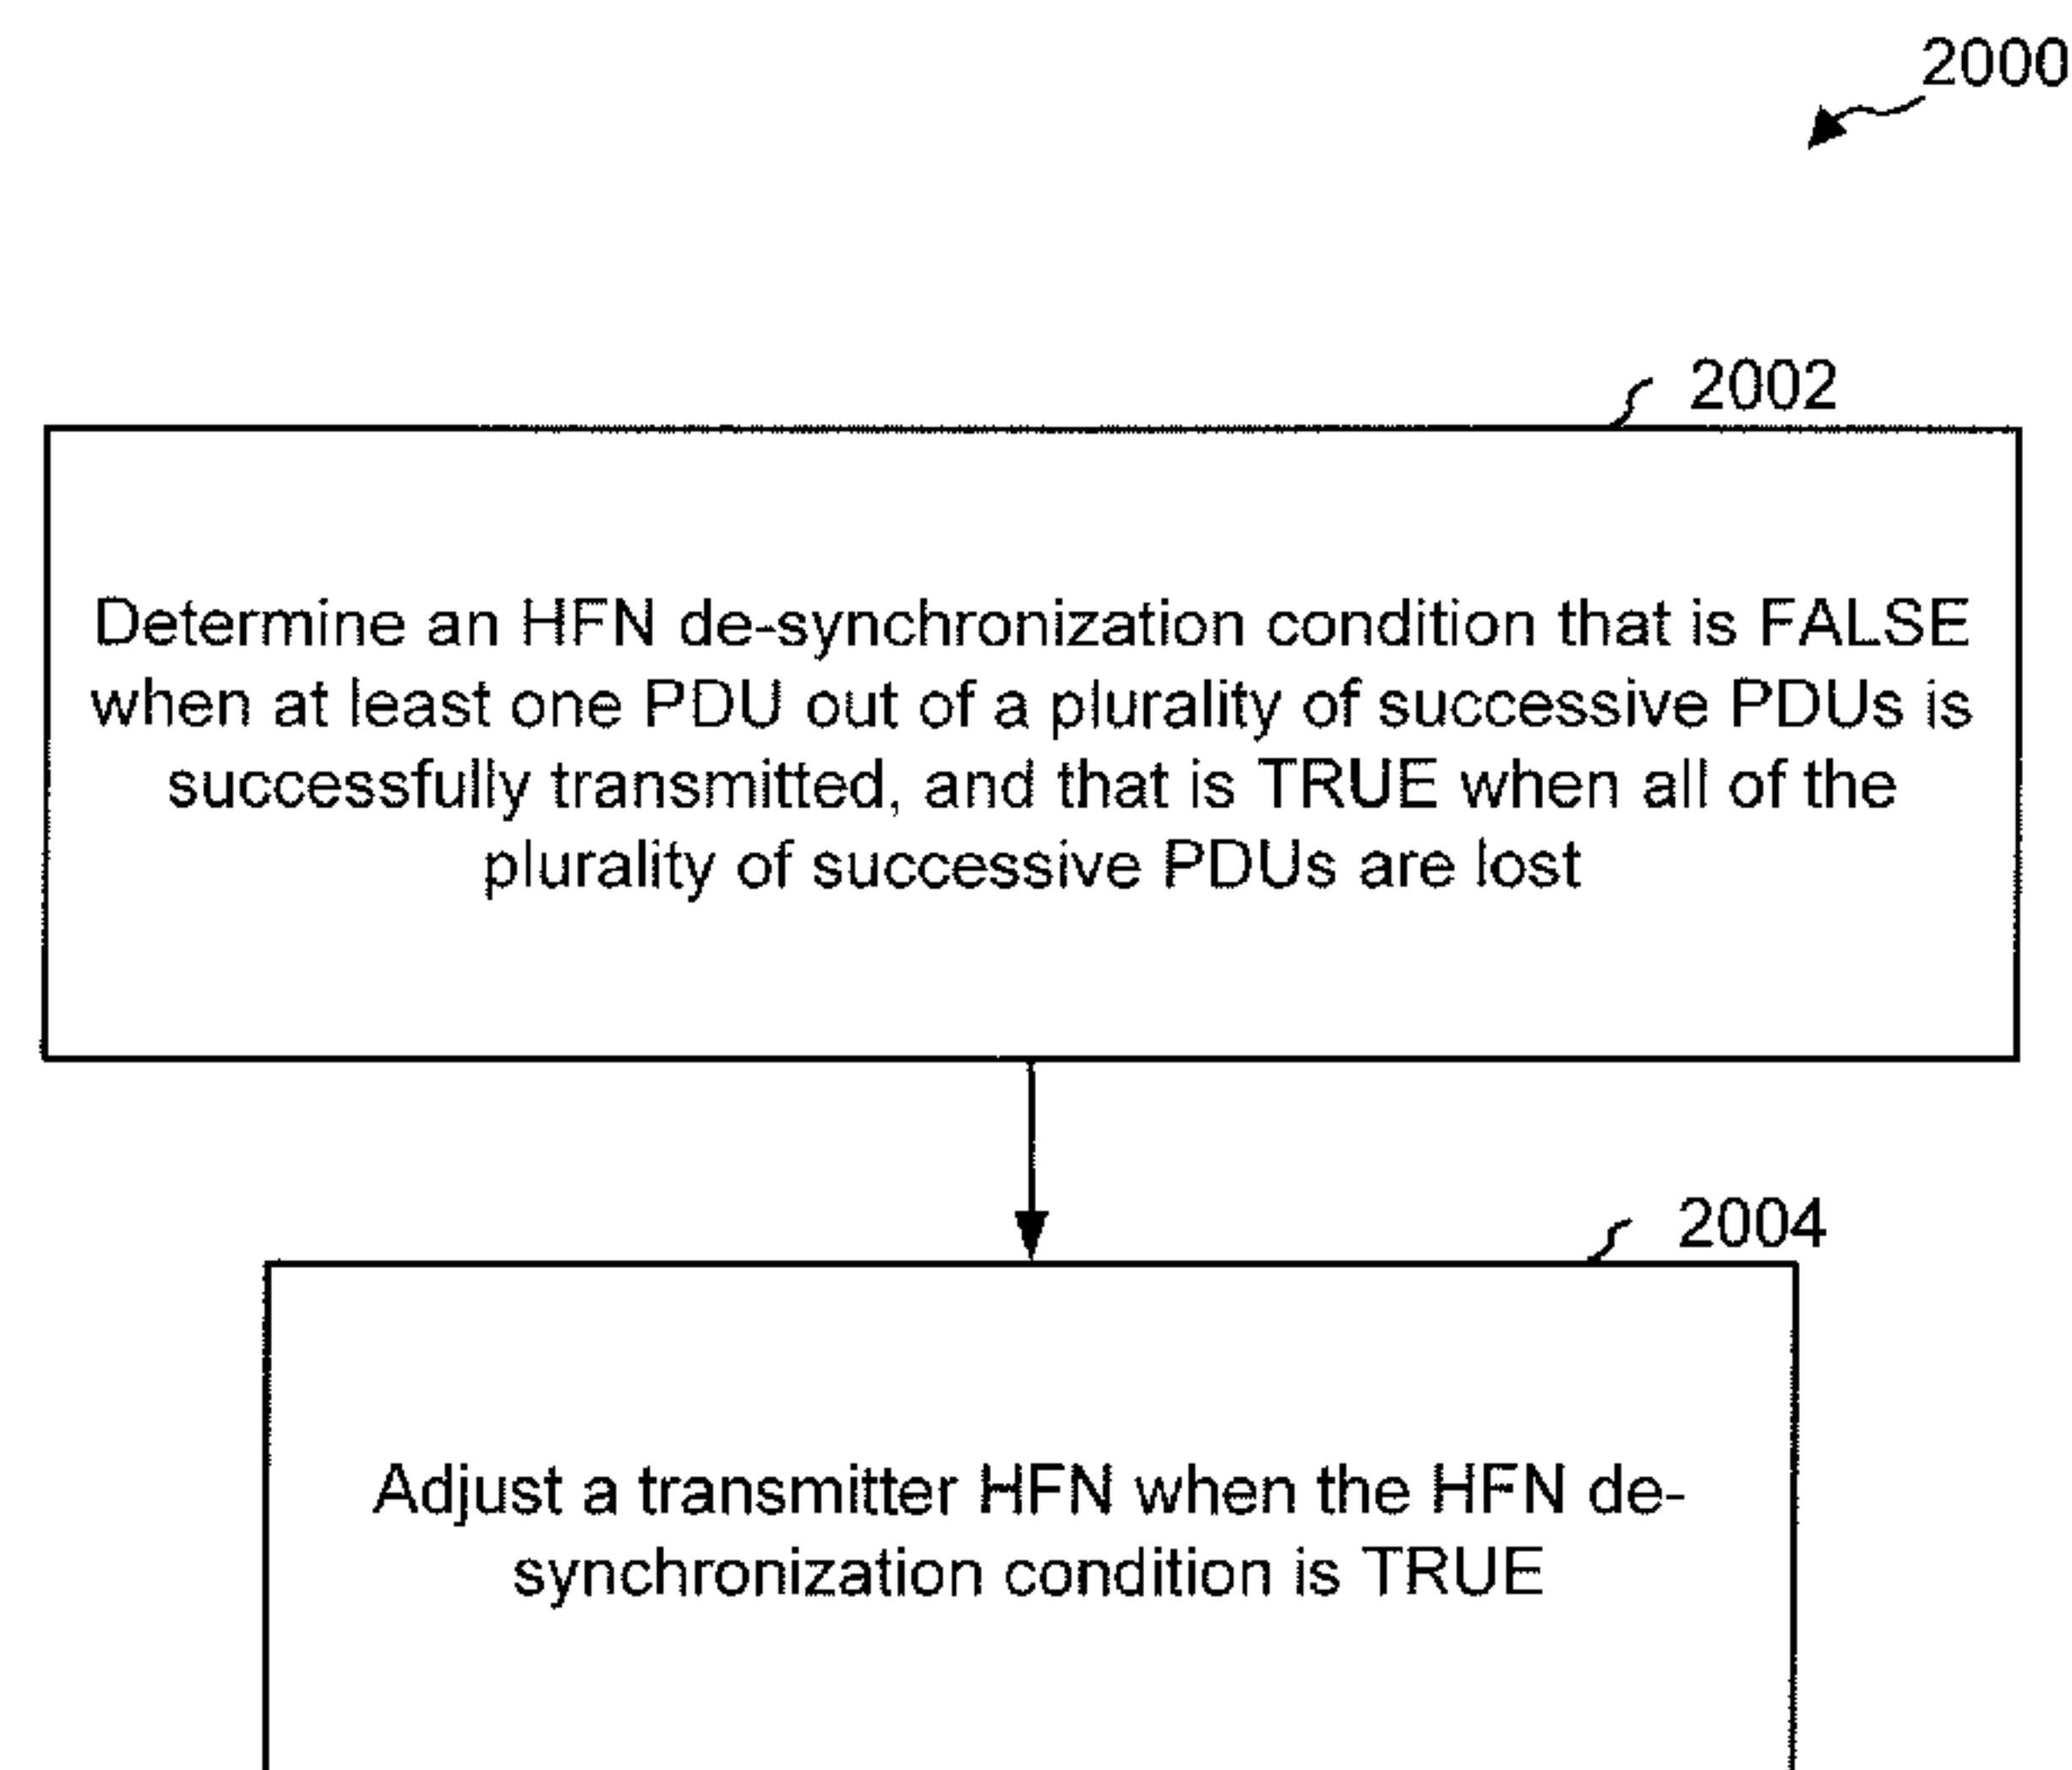 2000
2002
Determine an HFN de-synchronization condition that is FALSE
when at least one PDU out of a plurality of successive PDUs is
successfully transmitted, and that is TRUE when all of the
plurality of successive PDUs are lost
2004
Adjust a transmitter HFN when the HFN de-
synchronization condition is TRUE